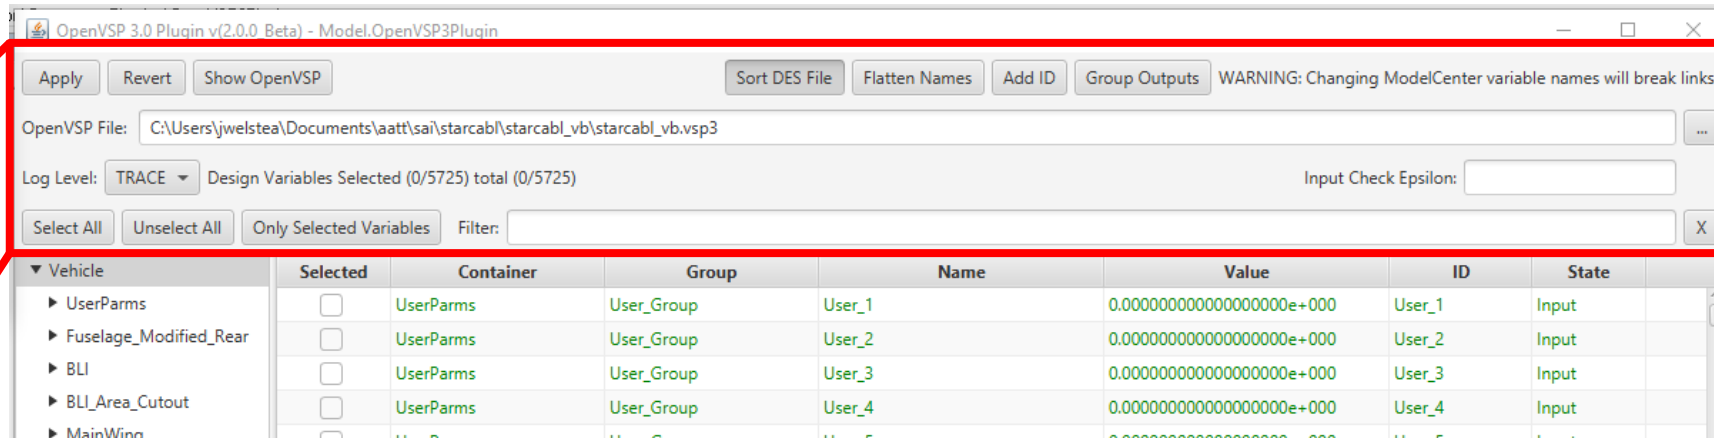 OpenVSP 3.0 Plugin v(2.0.0_Beta) - Model.OpenVSP3Plugin
Apply Revert Show OpenVSP Sort DES File Flatten Names Add ID Group Outputs WARNING: Changing ModelCenter variable names will break links
OpenVSP File: C:\Users\jwelstea\Documents\aatt\sai\starcabl\starcabl_vb\starcabl_vb.vsp3 ...
Log Level: TRACE Design Variables Selected (0/5725) total (0/5725) Input Check Epsilon:
Select All Unselect All Only Selected Variables Filter: X
Vehicle Selected Container Group Name Value ID State
UserParms UserParms User_Group User_1 0.000000000000000000e+000 User_1 Input
Fuselage_Modified_Rear UserParms User_Group User_2 0.000000000000000000e+000 User_2 Input
BLI UserParms User_Group User_3 0.000000000000000000e+000 User_3 Input
BLI_Area_Cutout UserParms User_Group User_4 0.000000000000000000e+000 User_4 Input
MainWing